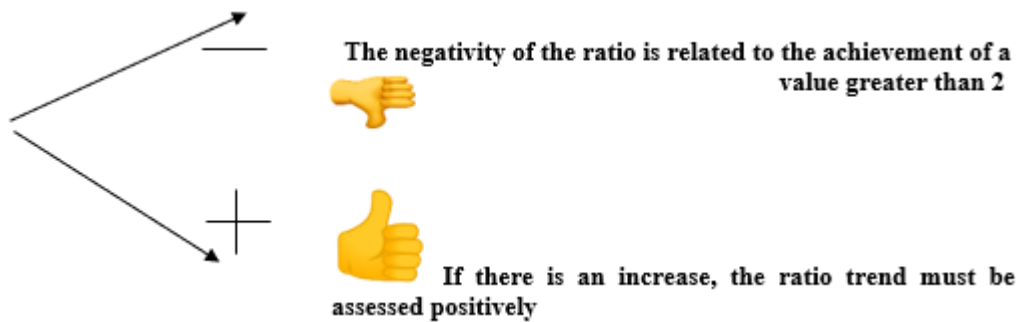 The negativity of the ratio is related to the achievement of a
value greater than 2
If there is an increase, the ratio trend must be
assessed positively